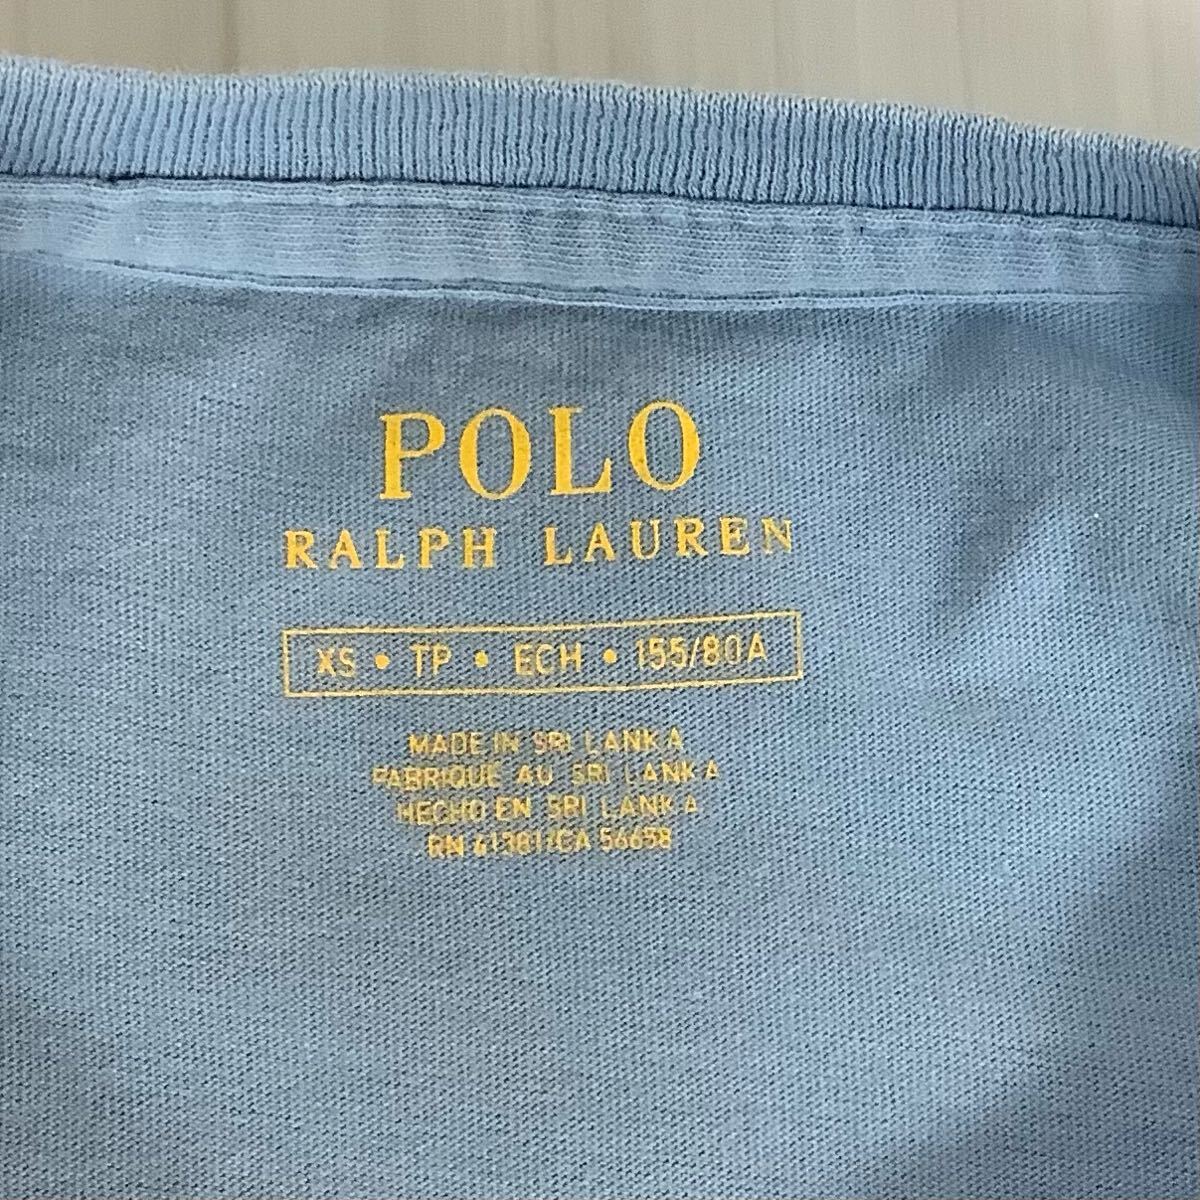 POLO
RALPH LAUREN
XS • TP • ECH • 155/80A
MADE IN SRI LANKA
FABRIQUE AU SRI LANKA
HECHO EN SRI LANKA
RN 41381/CA 56658